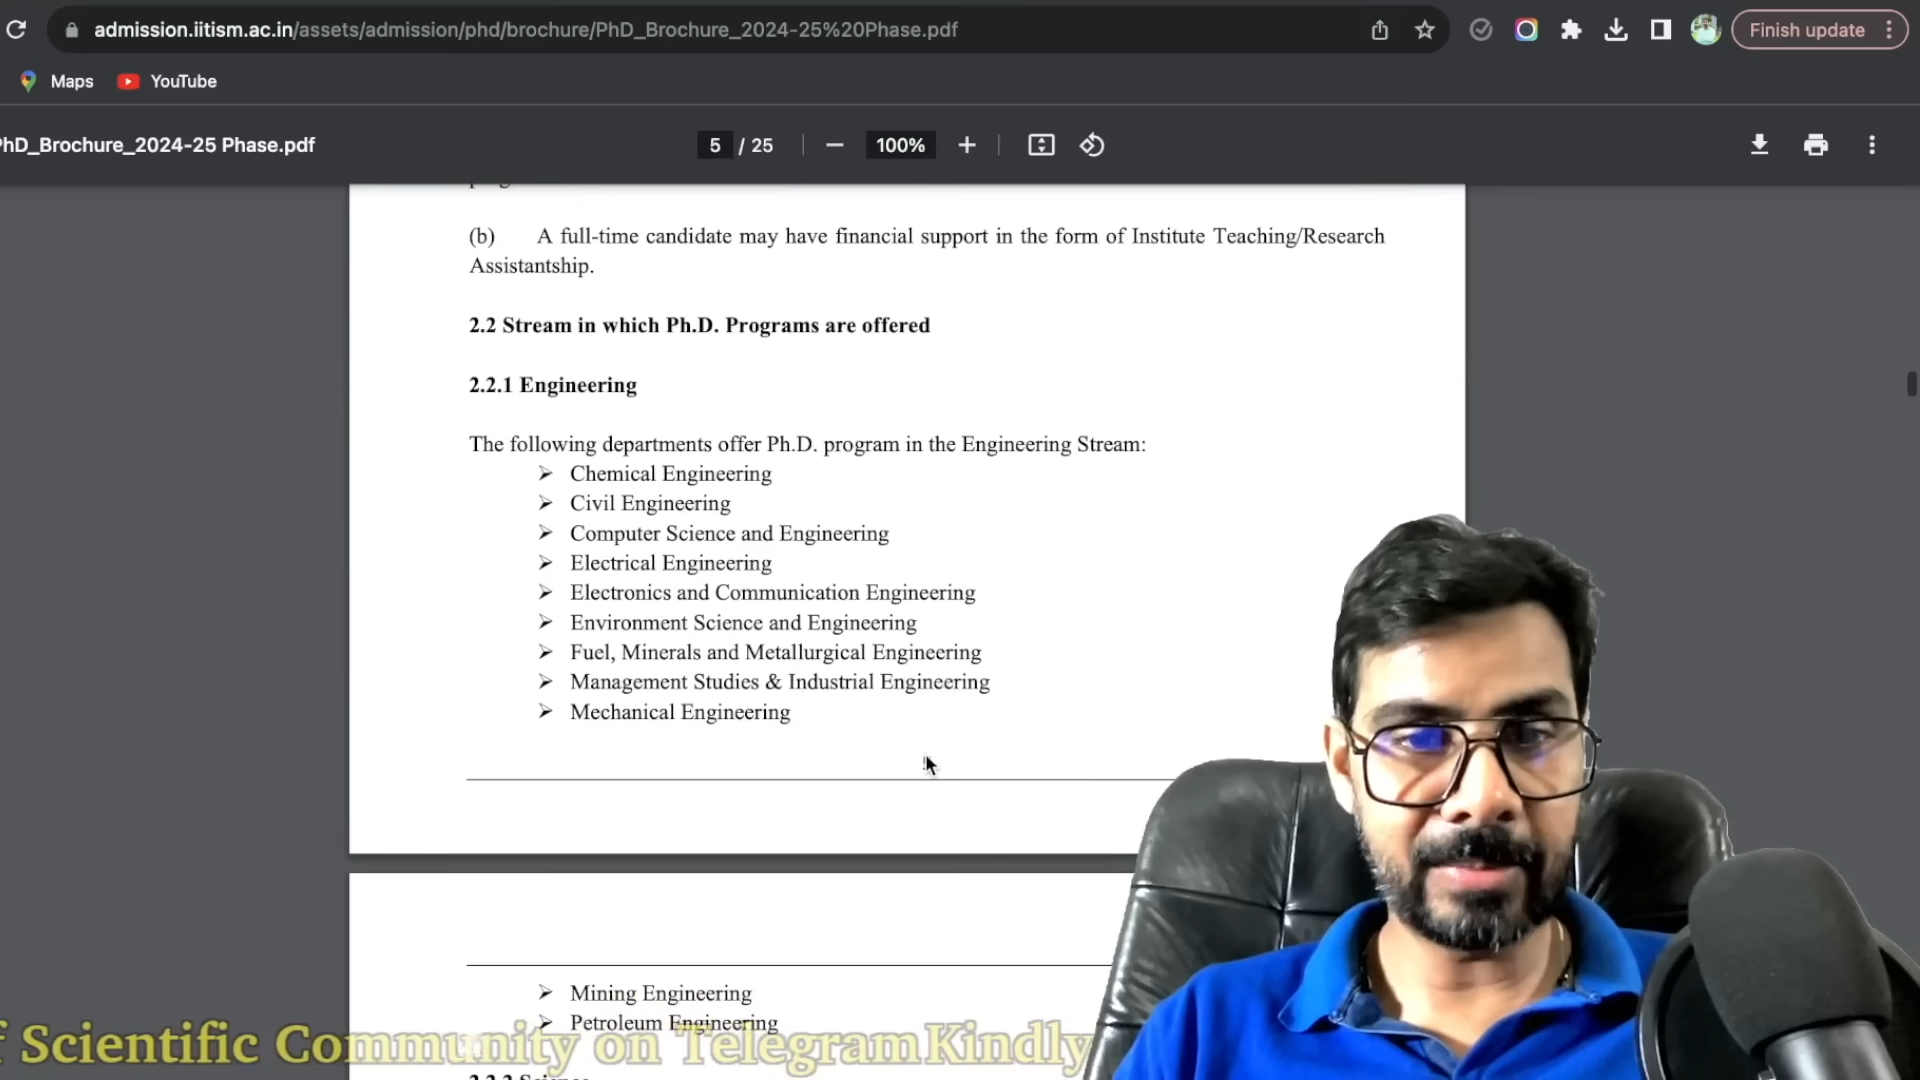 admission.iitism.ac.in/assets/admission/phd/brochure/PhD_Brochure_2024-25%20Phase.pdf
Finish update
Maps
YouTube
PhD_Brochure_2024-25 Phase.pdf
5 / 25
100%
(b) A full-time candidate may have financial support in the form of Institute Teaching/Research
Assistantship.
2.2 Stream in which Ph.D. Programs are offered
2.2.1 Engineering
The following departments offer Ph.D. program in the Engineering Stream:
➢ Chemical Engineering
➢ Civil Engineering
➢ Computer Science and Engineering
➢ Electrical Engineering
➢ Electronics and Communication Engineering
➢ Environment Science and Engineering
➢ Fuel, Minerals and Metallurgical Engineering
➢ Management Studies & Industrial Engineering
➢ Mechanical Engineering
➢ Mining Engineering
➢ Petroleum Engineering
f Scientific Community on Telegram Kindly
2.2.2 Science